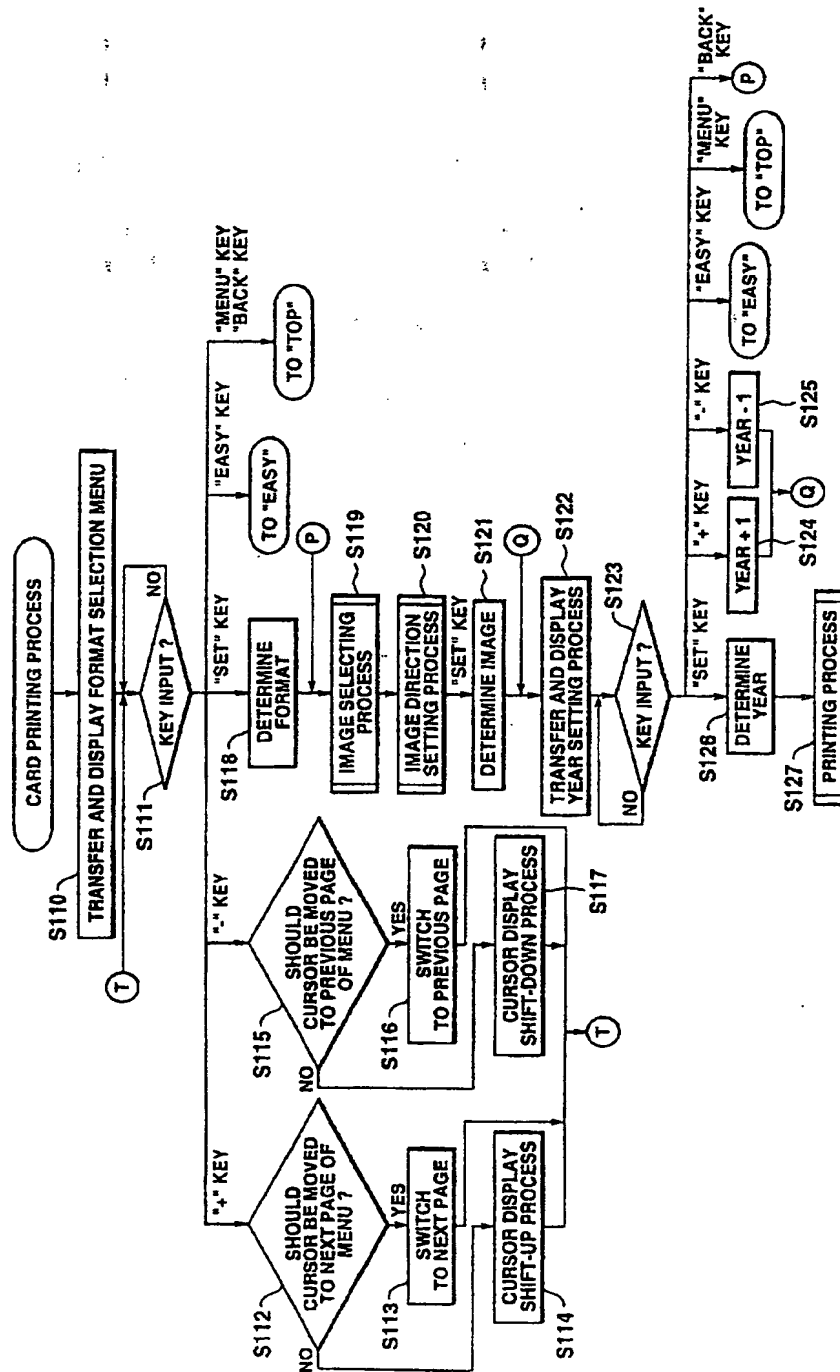 CARD PRINTING PROCESS
S110
TRANSFER AND DISPLAY FORMAT SELECTION MENU
T
S111
KEY INPUT ?
NO
"+" KEY
"-" KEY
"SET" KEY
"EASY" KEY
"MENU" KEY
"BACK" KEY
S112
SHOULD
CURSOR BE MOVED
TO NEXT PAGE OF
MENU ?
NO
YES
S113
SWITCH
TO NEXT PAGE
CURSOR DISPLAY
SHIFT-UP PROCESS
S114
S115
SHOULD
CURSOR BE MOVED
TO PREVIOUS PAGE
OF MENU ?
NO
YES
S116
SWITCH
TO PREVIOUS PAGE
CURSOR DISPLAY
SHIFT-DOWN PROCESS
S117
T
S118
DETERMINE
FORMAT
TO "EASY"
TO "TOP"
P
IMAGE SELECTING
PROCESS
S119
IMAGE DIRECTION
SETTING PROCESS
S120
"SET" KEY
DETERMINE IMAGE
S121
Q
TRANSFER AND DISPLAY
YEAR SETTING PROCESS
S122
KEY INPUT ?
S123
NO
"SET" KEY
"+" KEY
"-" KEY
"EASY" KEY
"MENU"
KEY
"BACK"
KEY
S126
DETERMINE
YEAR
YEAR + 1
S124
YEAR - 1
S125
TO "EASY"
TO "TOP"
P
Q
S127
PRINTING PROCESS